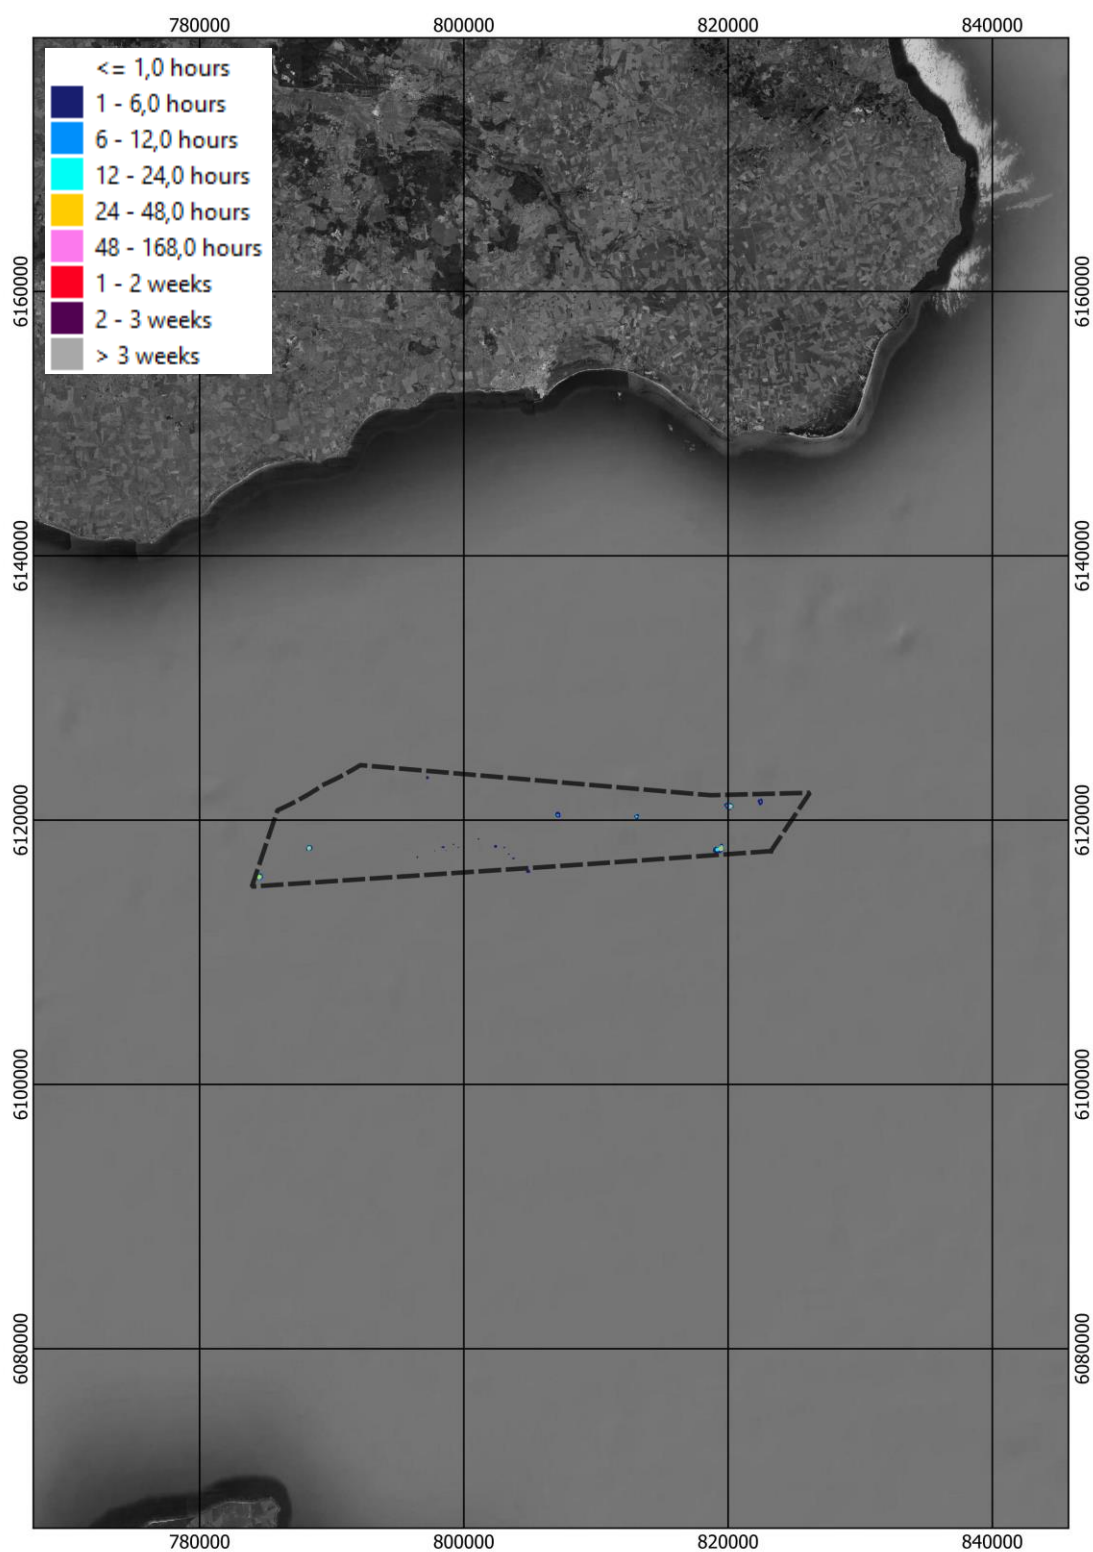 780000 800000 820000 840000
<= 1,0 hours
1 - 6,0 hours
6 - 12,0 hours
12 - 24,0 hours
24 - 48,0 hours
48 - 168,0 hours
1 - 2 weeks
2 - 3 weeks
> 3 weeks
6160000 6160000
6140000 6140000
6120000 6120000
6100000 6100000
6080000 6080000
780000 800000 820000 840000